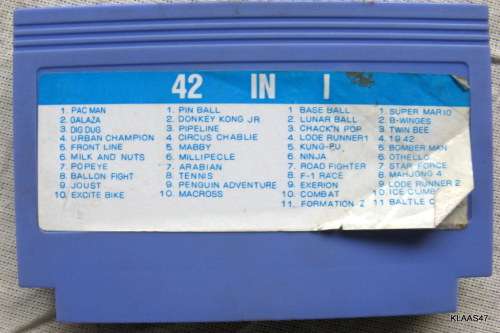 42 IN 1
1. PAC MAN
2. GALAZA
3. DIG DUG
4. URBAN CHAMPION
5. FRONT LINE
6. MILK AND NUTS
7. POPEYE
8. BALLON FIGHT
9. JOUST
10. EXCITE BIKE
1. PIN BALL
2. DONKEY KONG JR
3. PIPELINE
4. CIRCUS CHABLIE
5. MABBY
6. MILLIPECLE
7. ARABIAN
8. TENNIS
9. PENGUIN ADVENTURE
10. MACROSS
1. BASE BALL
2. LUNAR BALL
3. CHACK'N POP
4. LODE RUNNER1
5. KUNG-FU
6. NINJA
7. ROAD FIGHTER
8. F-1 RACE
9. EXERION
10. COMBAT
11. FORMATION Z
1. SUPER MARIO
2. B-WINGES
3. TWIN BEE
4. 1942
5. BOMBER MAN
6. OTHELLO
7. STAR FORCE
8. MAHJONG 4
9. LODE RUNNER 2
10. ICE CLIMB
11 BALTLE C
KLAAS47